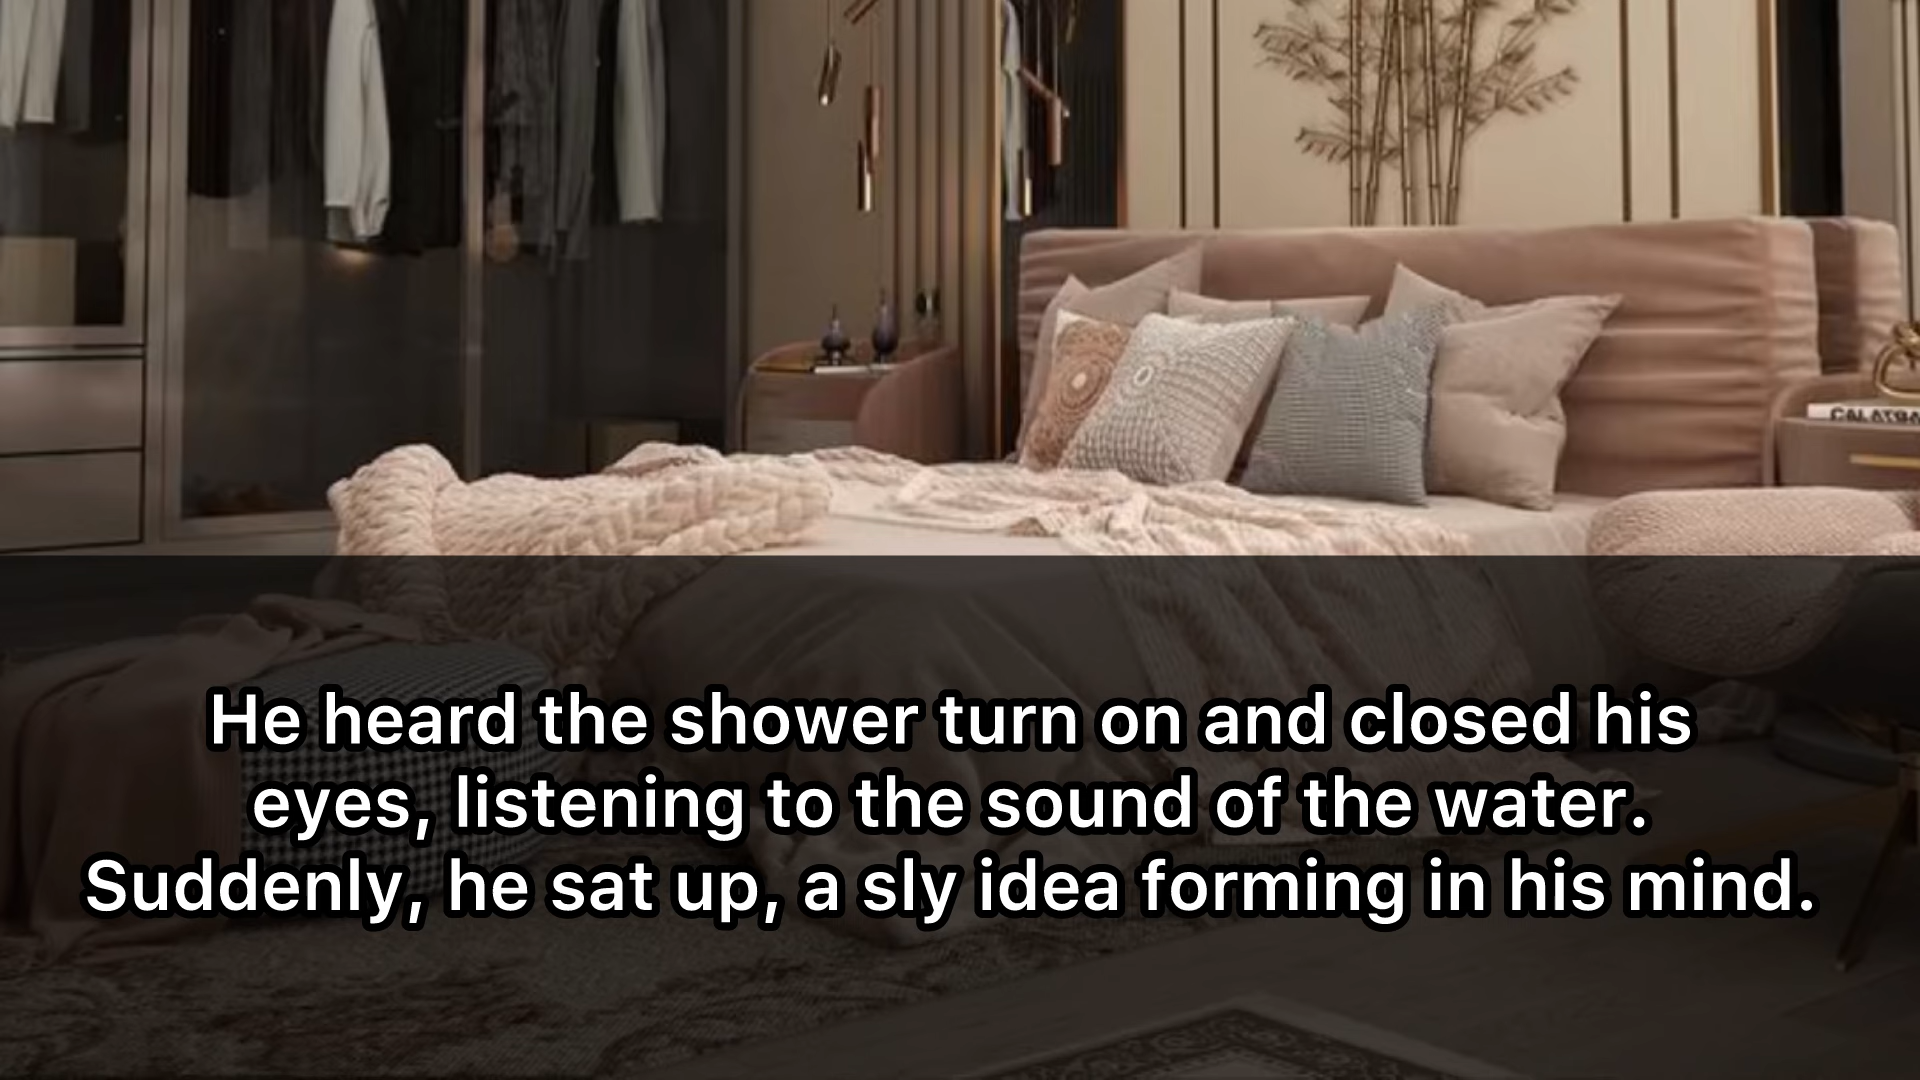 CALATRA
He heard the shower turn on and closed his
eyes, listening to the sound of the water.
Suddenly, he sat up, a sly idea forming in his mind.